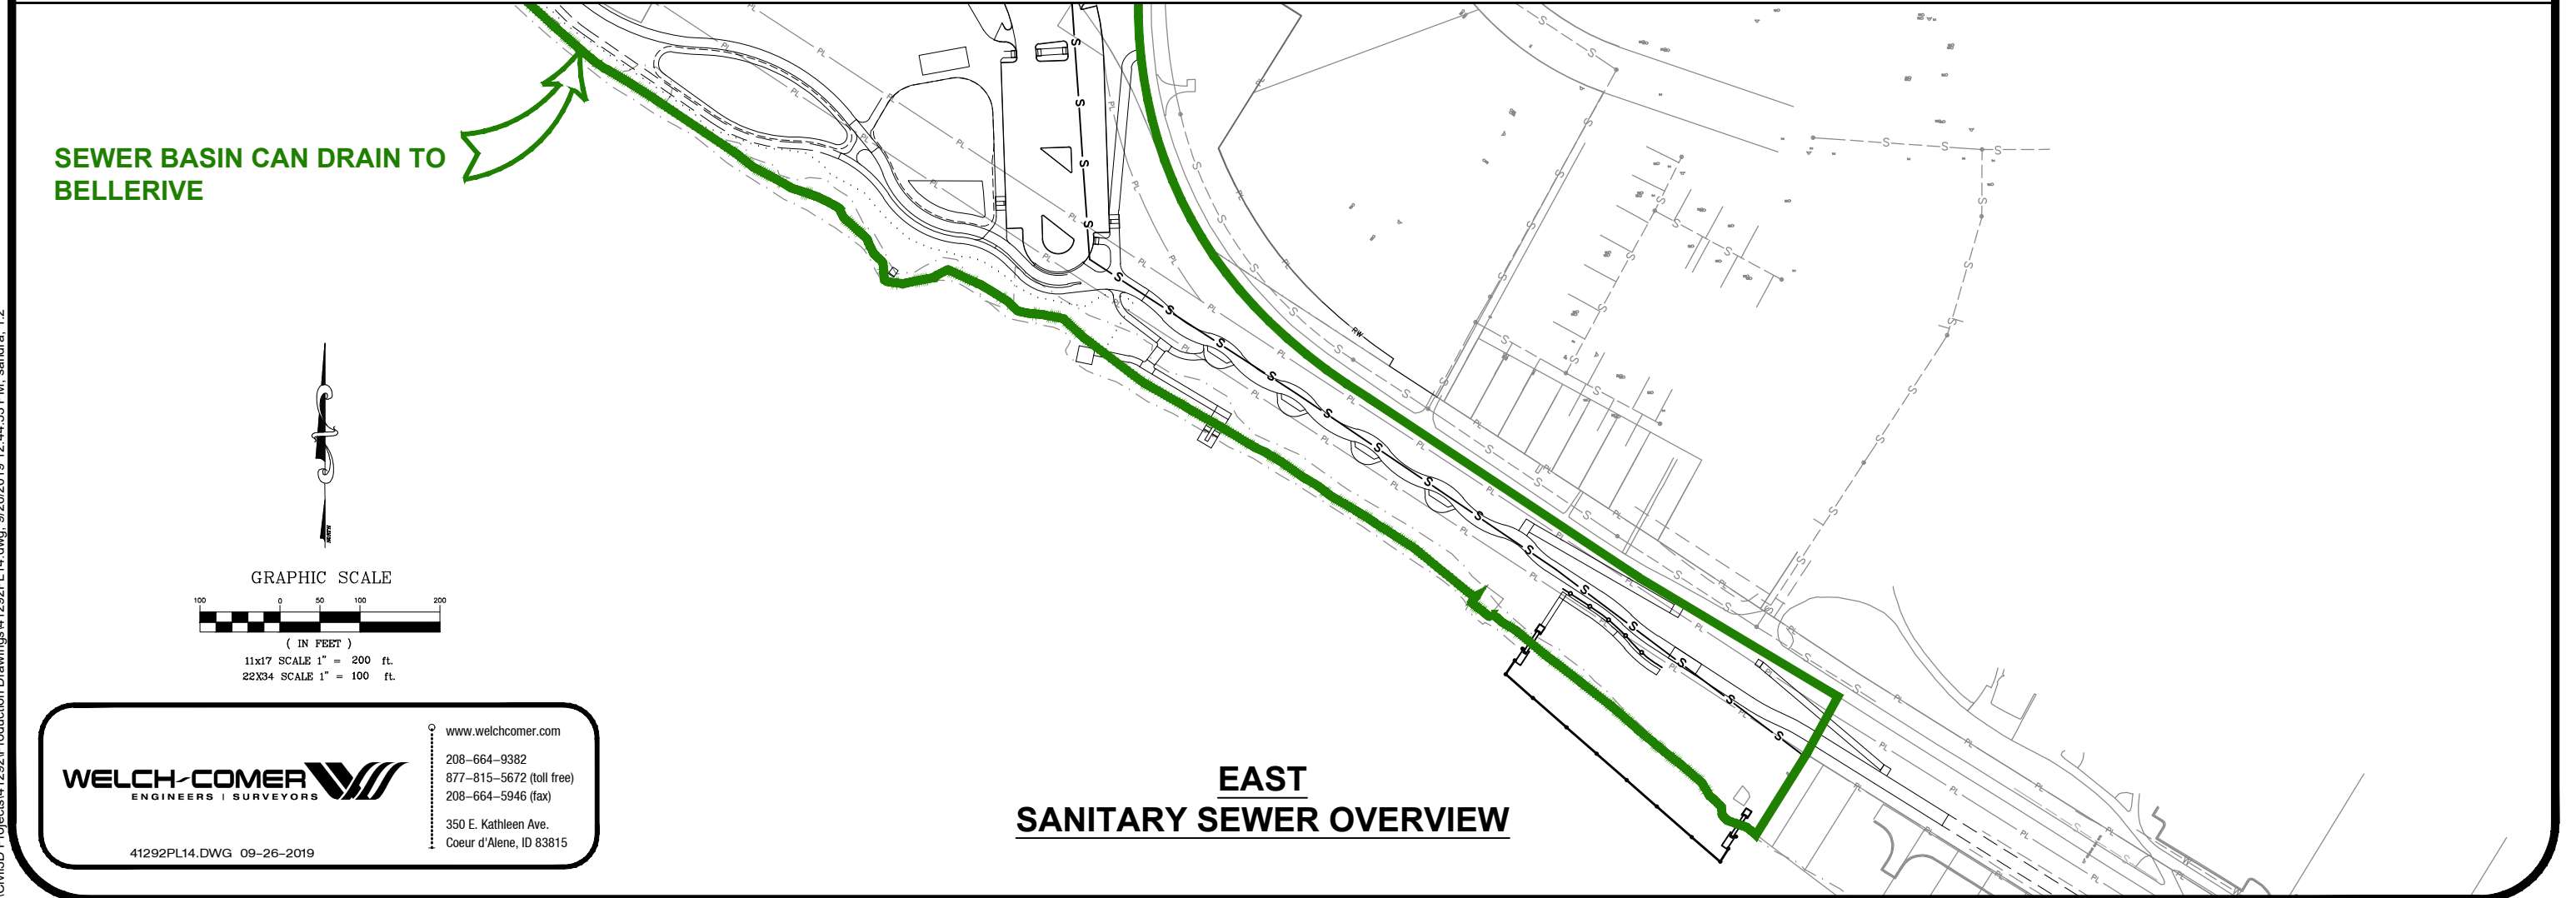 SEWER BASIN CAN DRAIN TO
BELLERIVE
GRAPHIC SCALE
100 0 50 100 200
( IN FEET )
11x17 SCALE 1" = 200 ft.
22X34 SCALE 1" = 100 ft.
WELCH-COMER
ENGINEERS | SURVEYORS
41292PL14.DWG 09-26-2019
www.welchcomer.com
208-664-9382
877-815-5672 (toll free)
208-664-5946 (fax)
350 E. Kathleen Ave.
Coeur d'Alene, ID 83815
EAST
SANITARY SEWER OVERVIEW
RW